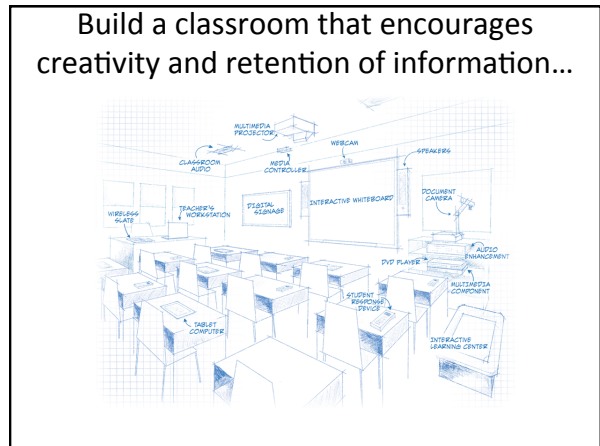 Build a classroom that encourages
creativity and retention of information…
MULTIMEDIA
PROJECTOR
WEBCAM
SPEAKERS
CLASSROOM
AUDIO
MEDIA
CONTROLLER
DOCUMENT
CAMERA
TEACHER'S
WORKSTATION
DIGITAL
SIGNAGE
INTERACTIVE WHITEBOARD
WIRELESS
SLATE
AUDIO
ENHANCEMENT
DVD PLAYER
MULTIMEDIA
COMPONENT
STUDENT
RESPONSE
DEVICE
TABLET
COMPUTER
INTERACTIVE
LEARNING CENTER